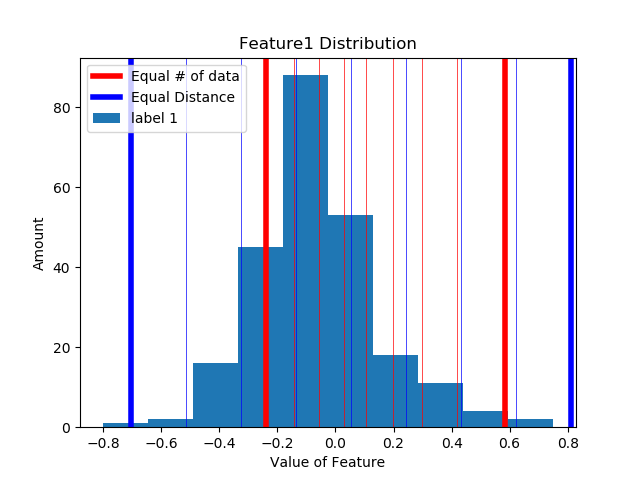 Feature1 Distribution
Equal # of data
Equal Distance
label 1
Amount
80
60
40
20
0
−0.8 −0.6 −0.4 −0.2 0.0 0.2 0.4 0.6 0.8
Value of Feature